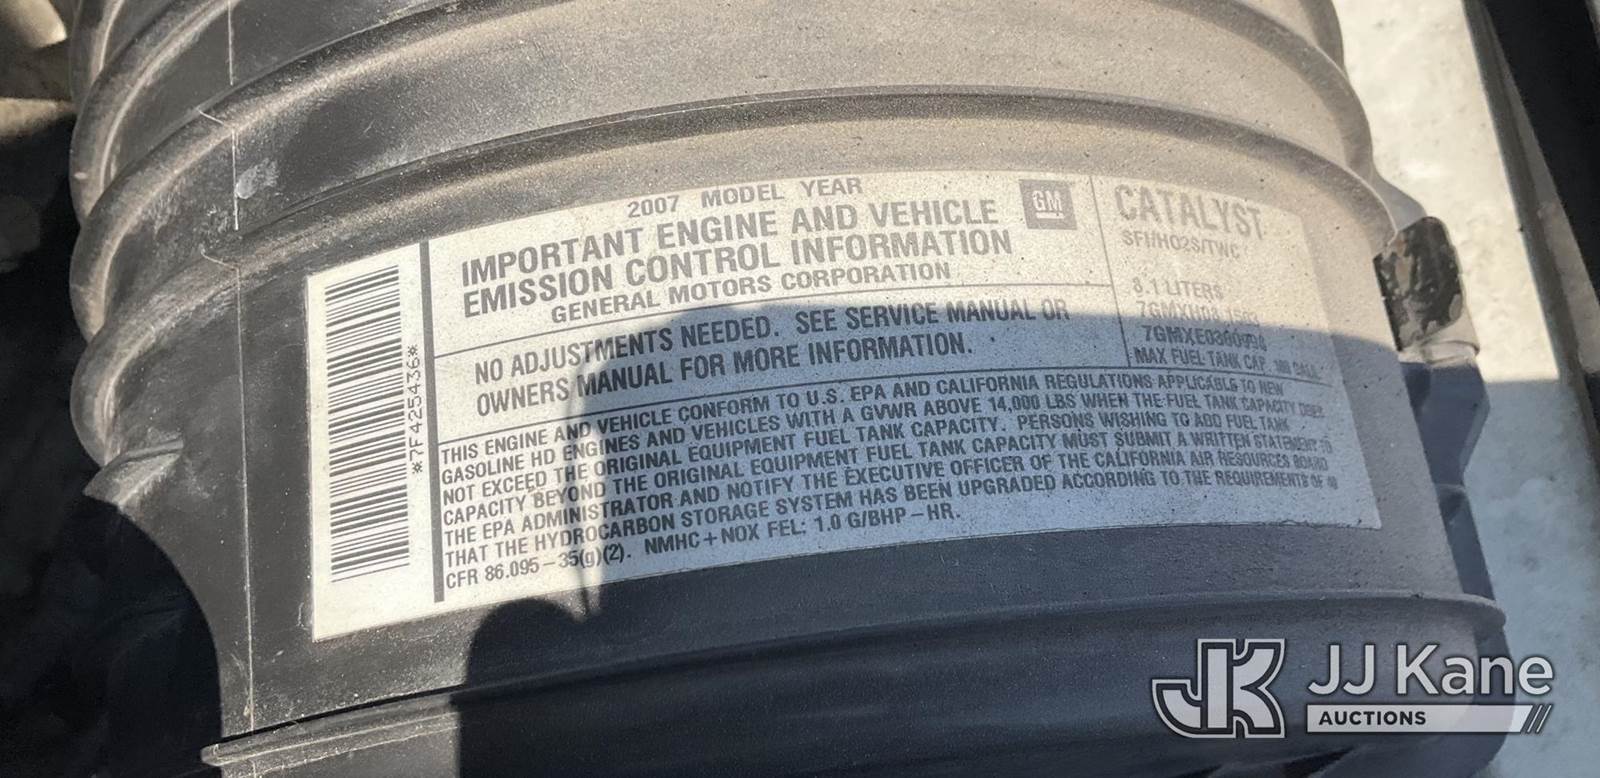 2007 MODEL YEAR
IMPORTANT ENGINE AND VEHICLE
EMISSION CONTROL INFORMATION
GENERAL MOTORS CORPORATION
GM
CATALYST
SFI/HO2S/TWC
8.1 LITERS
MAX FUEL TANK CAP.
NO ADJUSTMENTS NEEDED. SEE SERVICE MANUAL OR
OWNERS MANUAL FOR MORE INFORMATION.
THIS ENGINE AND VEHICLE CONFORM TO U.S. EPA AND CALIFORNIA REGULATIONS APPLICABLE TO NEW
GASOLINE HD ENGINES AND VEHICLES WITH A GVWR ABOVE 14,000 LBS WHEN THE FUEL TANK CAPACITY DOES
NOT EXCEED THE ORIGINAL EQUIPMENT FUEL TANK CAPACITY. PERSONS WISHING TO ADD FUEL TANK
CAPACITY BEYOND THE ORIGINAL EQUIPMENT FUEL TANK CAPACITY MUST SUBMIT A WRITTEN STATEMENT TO
THE EPA ADMINISTRATOR AND NOTIFY THE EXECUTIVE OFFICER OF THE CALIFORNIA AIR RESOURCES BOARD
THAT THE HYDROCARBON STORAGE SYSTEM HAS BEEN UPGRADED ACCORDING TO THE REQUIREMENTS OF 40
CFR 86.095-35(g)(2). NMHC+NOX FEL: 1.0 G/BHP-HR.
*7F425436*
JK JJ Kane
AUCTIONS